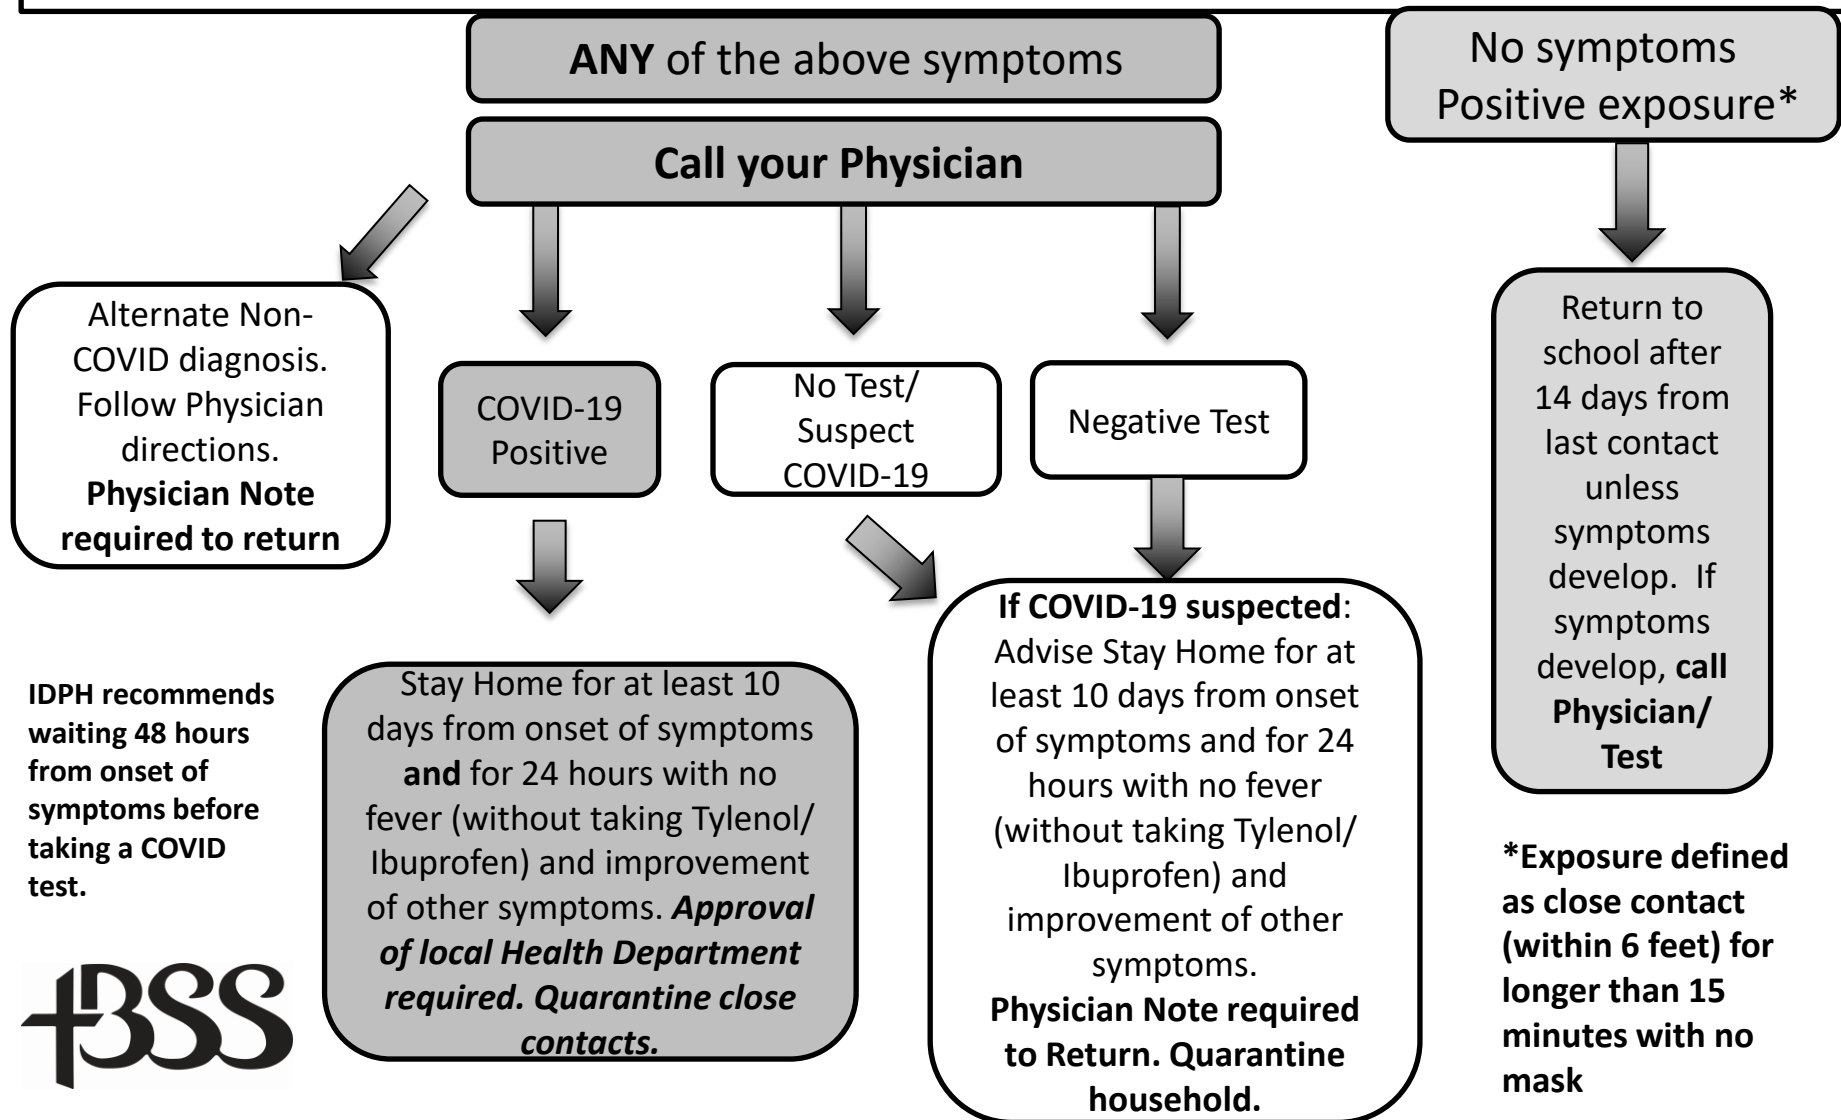 ANY of the above symptoms
Call your Physician
No symptoms
Positive exposure*
Alternate Non-
COVID diagnosis.
Follow Physician
directions.
Physician Note
required to return
COVID-19
Positive
No Test/
Suspect
COVID-19
Negative Test
Return to
school after
14 days from
last contact
unless
symptoms
develop.  If
symptoms
develop, call
Physician/
Test
IDPH recommends
waiting 48 hours
from onset of
symptoms before
taking a COVID
test.
Stay Home for at least 10
days from onset of symptoms
and for 24 hours with no
fever (without taking Tylenol/
Ibuprofen) and improvement
of other symptoms. Approval
of local Health Department
required. Quarantine close
contacts.
If COVID-19 suspected:
Advise Stay Home for at
least 10 days from onset
of symptoms and for 24
hours with no fever
(without taking Tylenol/
Ibuprofen) and
improvement of other
symptoms.
Physician Note required
to Return. Quarantine
household.
*Exposure defined
as close contact
(within 6 feet) for
longer than 15
minutes with no
mask
BSS